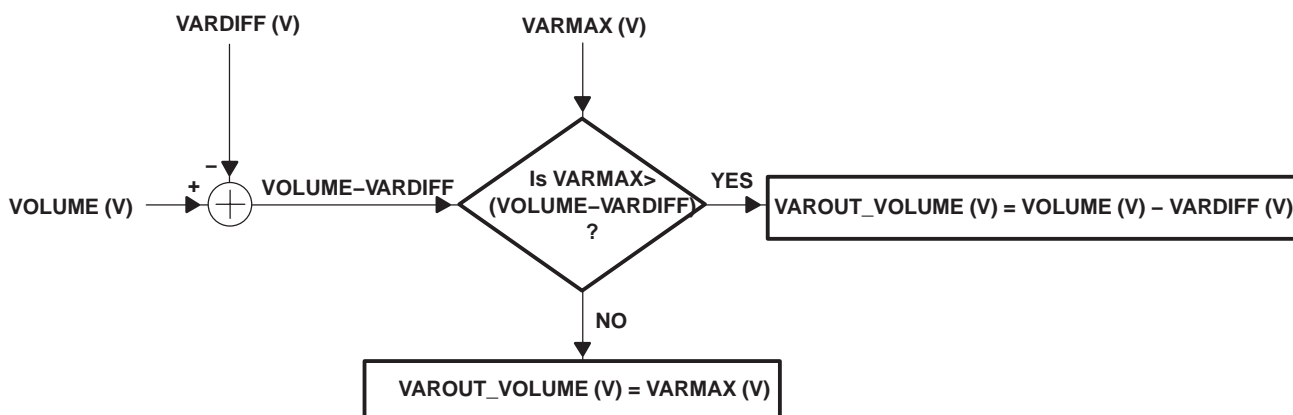 VARDIFF (V)
VARMAX (V)
−
+
VOLUME (V)
VOLUME−VARDIFF
Is VARMAX>
(VOLUME−VARDIFF)
?
YES
VAROUT_VOLUME (V) = VOLUME (V) − VARDIFF (V)
NO
VAROUT_VOLUME (V) = VARMAX (V)